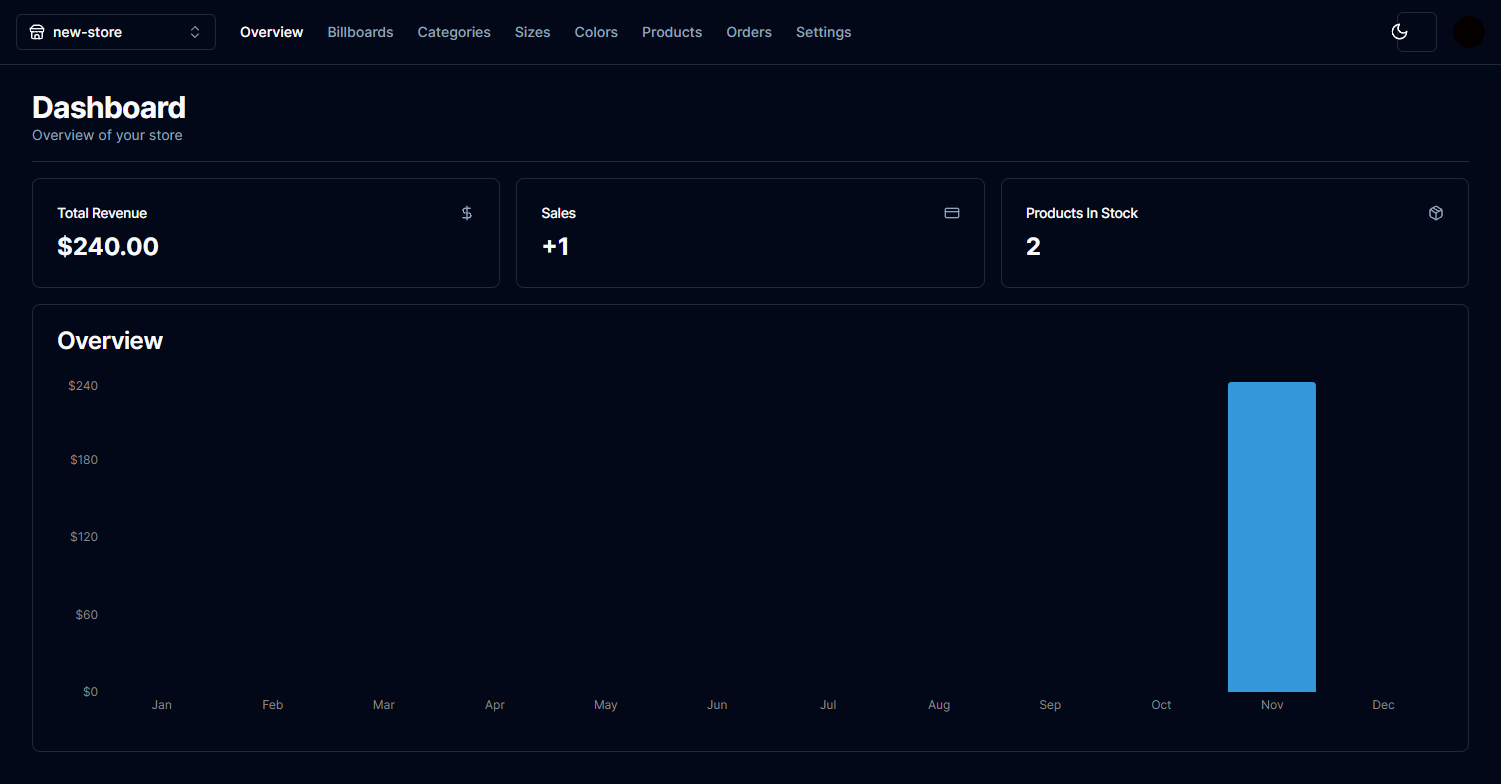 new-store Overview Billboards Categories Sizes Colors Products Orders Settings
Dashboard
Overview of your store
Total Revenue
$240.00
Sales
+1
Products In Stock
2
Overview
$240
$180
$120
$60
$0
Jan Feb Mar Apr May Jun Jul Aug Sep Oct Nov Dec